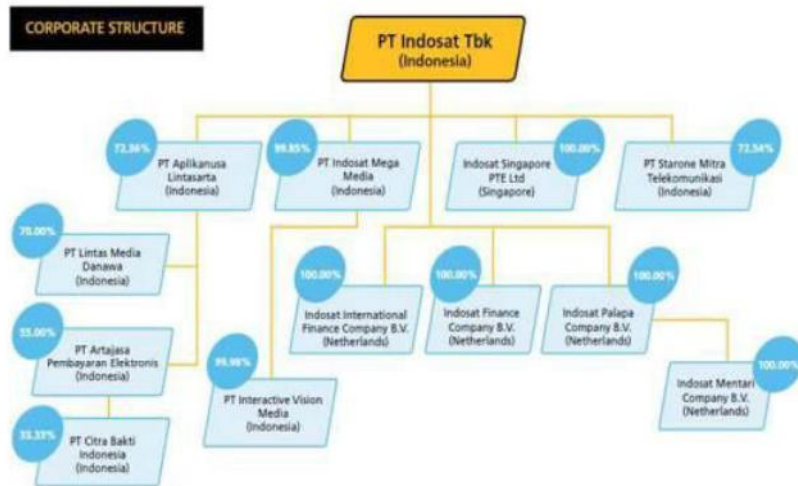 CORPORATE STRUCTURE
PT Indosat Tbk
(Indonesia)
72.36%
PT Aplikanusa
Lintasarta
(Indonesia)
99.85%
PT Indosat Mega
Media
(Indonesia)
100.00%
Indosat Singapore
PTE Ltd
(Singapore)
72.54%
PT Starone Mitra
Telekomunikasi
(Indonesia)
70.00%
PT Lintas Media
Danawa
(Indonesia)
100.00%
Indosat International
Finance Company B.V.
(Netherlands)
100.00%
Indosat Finance
Company B.V.
(Netherlands)
100.00%
Indosat Palapa
Company B.V.
(Netherlands)
55.00%
PT Artajasa
Pembayaran Elektronis
(Indonesia)
99.98%
PT Interactive Vision
Media
(Indonesia)
100.00%
Indosat Mentari
Company B.V.
(Netherlands)
33.33%
PT Citra Bakti
Indonesia
(Indonesia)